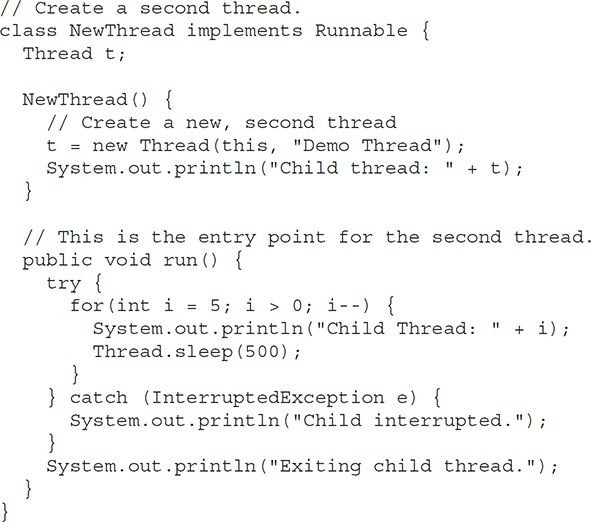 // Create a second thread.
class NewThread implements Runnable {
  Thread t;

  NewThread() {
    // Create a new, second thread
    t = new Thread(this, "Demo Thread");
    System.out.println("Child thread: " + t);
  }

  // This is the entry point for the second thread.
  public void run() {
    try {
      for(int i = 5; i > 0; i--) {
        System.out.println("Child Thread: " + i);
        Thread.sleep(500);
      }
    } catch (InterruptedException e) {
      System.out.println("Child interrupted.");
    }
    System.out.println("Exiting child thread.");
  }
}